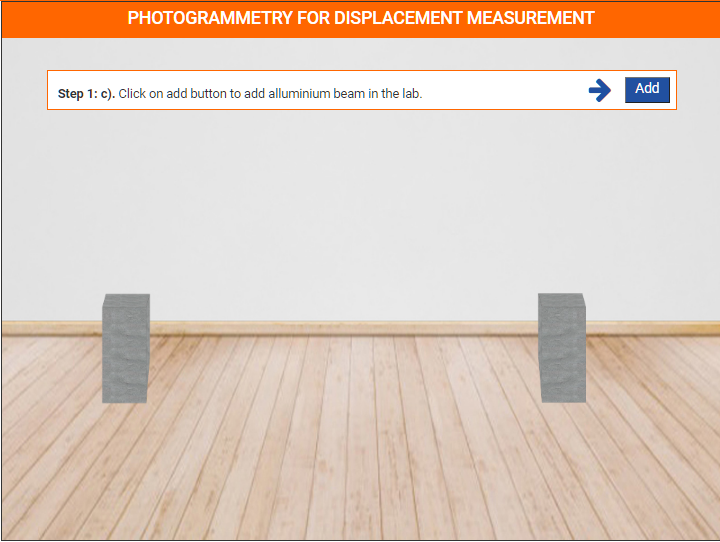 PHOTOGRAMMETRY FOR DISPLACEMENT MEASUREMENT
Step 1: c). Click on add button to add alluminium beam in the lab.
Add